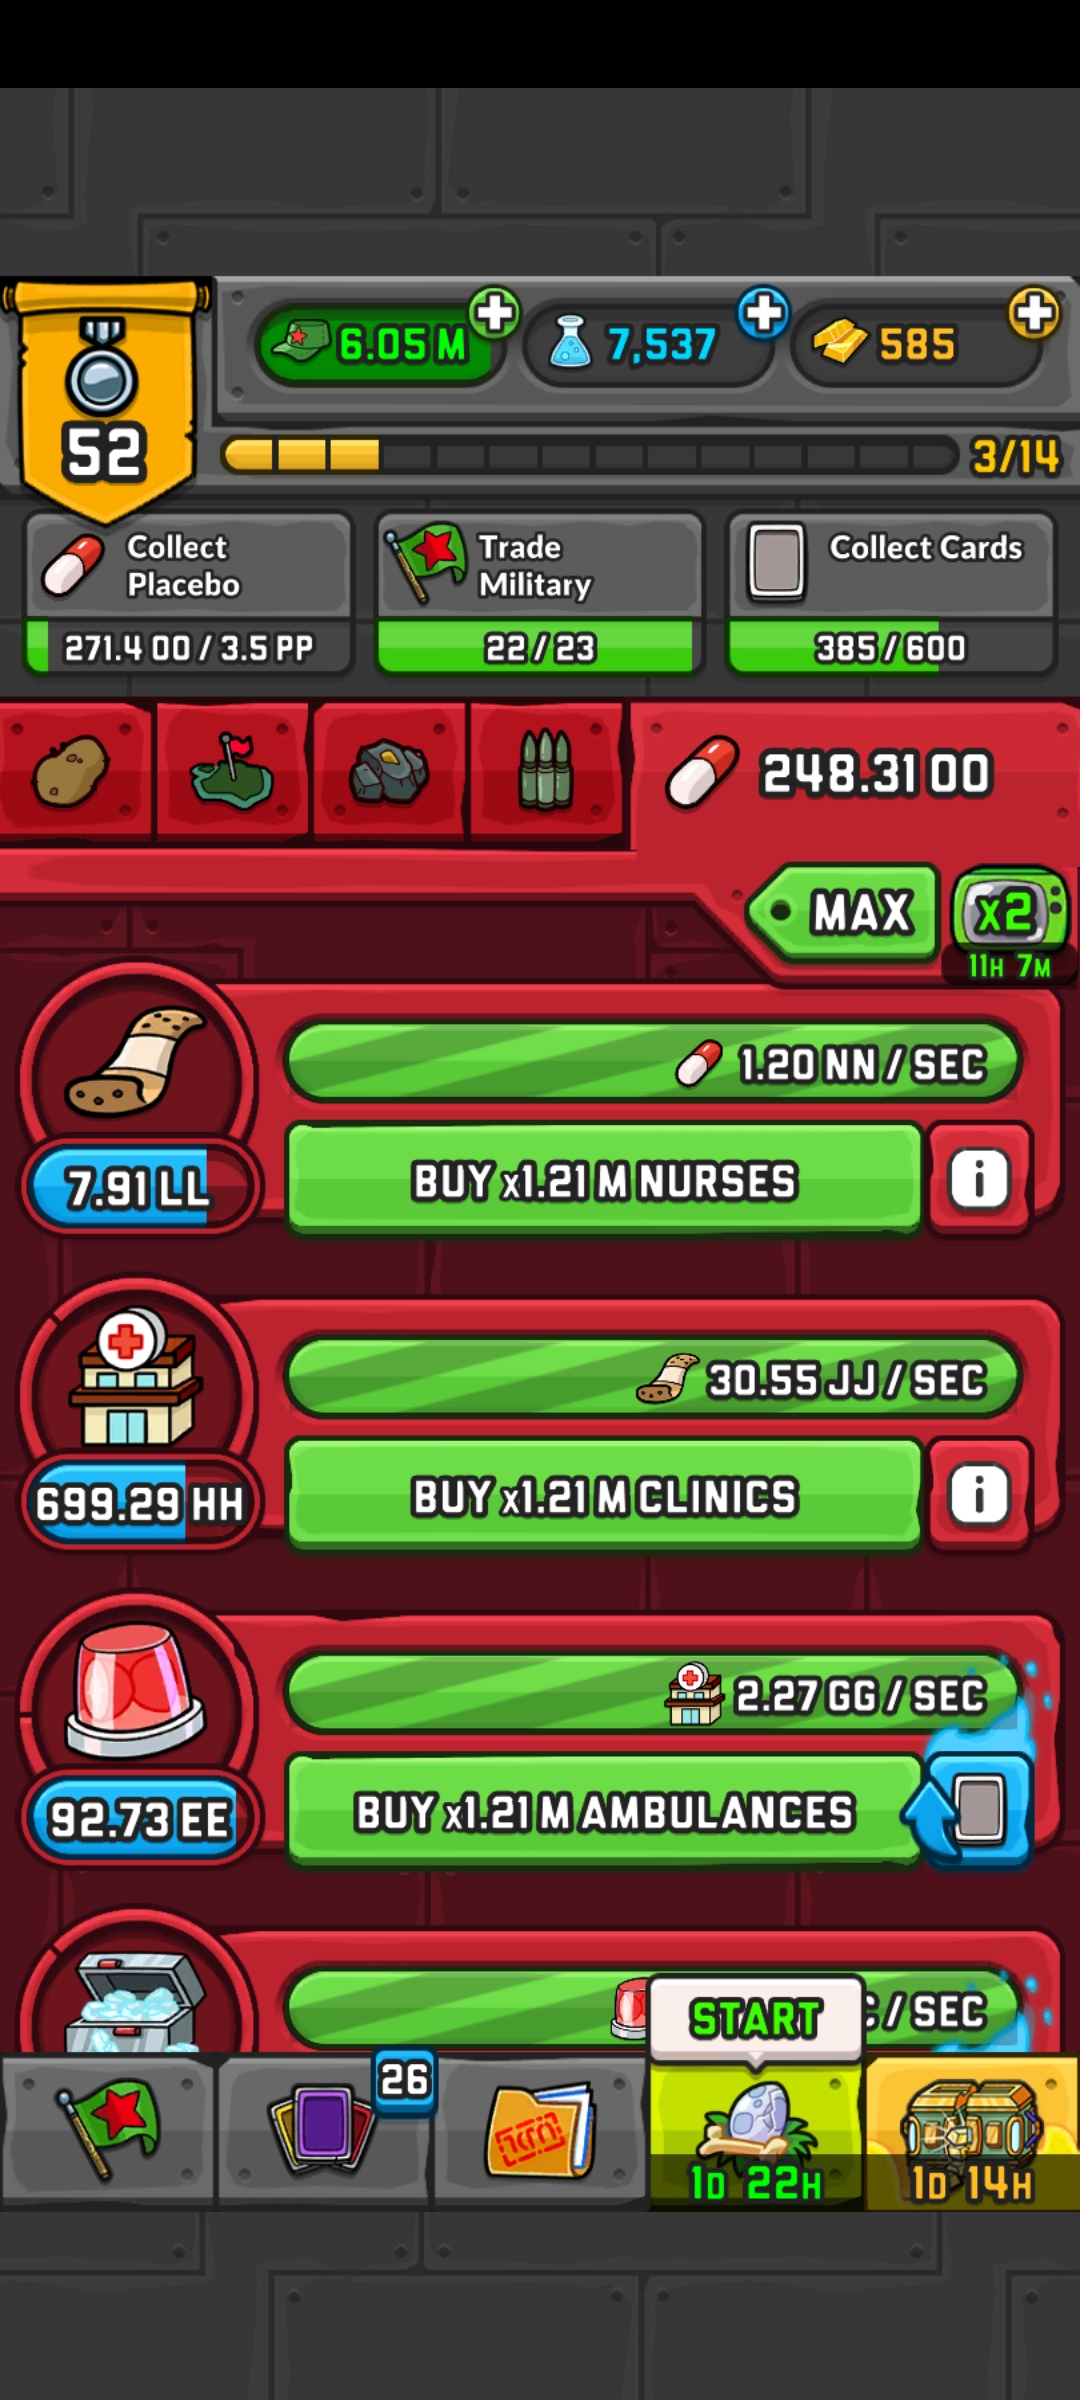 6.05 M
7,537
585
52
3/14
Collect Placebo
271.4 OO / 3.5 PP
Trade Military
22 / 23
Collect Cards
385 / 600
248.31 OO
MAX
x2
11H 7M
1.20 NN / SEC
7.91 LL
BUY x1.21 M NURSES
i
30.55 JJ / SEC
699.29 HH
BUY x1.21 M CLINICS
i
2.27 GG / SEC
92.73 EE
BUY x1.21 M AMBULANCES
/ SEC
START
26
1D 22H
1D 14H